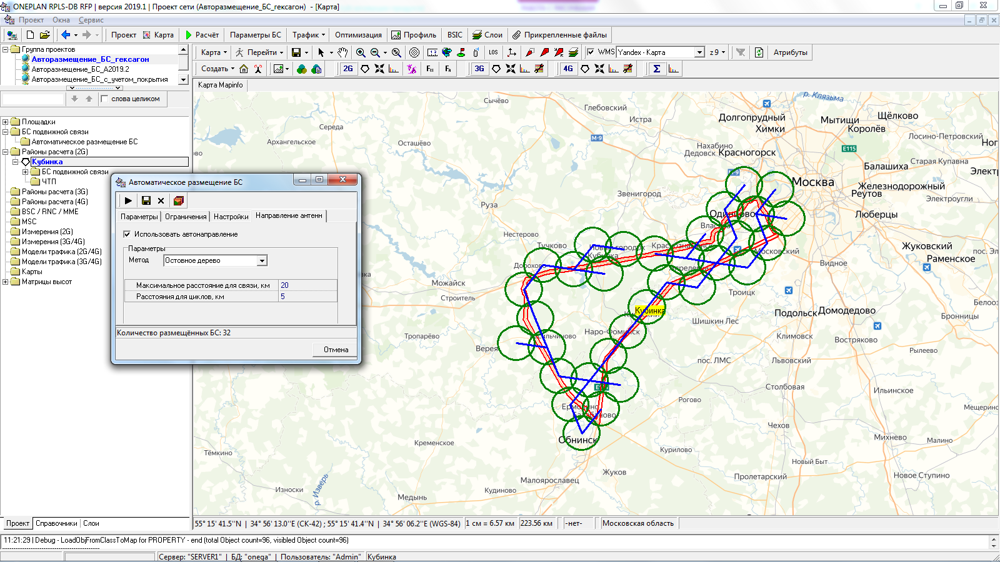 ONEPLAN RPLS-DB RFP | версия 2019.1 | Проект сети (Авторазмещение_БС_гексагон) - [Карта]
Проект Окна Сервис
Проект Карта Расчёт Параметры БС Трафик Оптимизация Профиль BSIC Слои Прикрепленные файлы
Группа проектов
Авторазмещение_БС_гексагон
Авторазмещение_БС_А2019.2
Авторазмещение_БС_с_учетом_покрытия
Карта Перейти LOS WMS Yandex - Карта z 9 Атрибуты
Создать 2G 3G 4G Σ
слова целиком
Карта Mapinfo
Площадки
БС подвижной связи
Автоматическое размещение БС
Районы расчета (2G)
Кубинка
БС подвижной связи
ЧТП
Районы расчета (3G)
Районы расчета (4G)
BSC / RNC / MME
MSC
Измерения (2G)
Измерения (3G/4G)
Модели трафика (2G/4G)
Модели трафика (3G/4G)
Карты
Матрицы высот
Автоматическое размещение БС
Параметры Ограничения Настройки Направление антенн
Использовать автонаправление
Параметры
Метод Остовное дерево
Максимальное расстояние для связи, км 20
Расстояния для циклов, км 5
Количество размещённых БС: 32
Отмена
Сычёво
р. Клязьма
Глебовский
Истра
Долгопрудный
Химки
Мытищи
Щёлково
Королёв
Середа
Архангельское
Осташёво
М-9
Лосино-Петровский
Нахабино
Дедовск
Красногорск
E115
Старая Купавна
Балашиха
Москва
Железнодорожный
Реутов
Электроугли
Звенигород
Руза
Одинцово
Люберцы
Нестерово
Тучково
Кубинка
Дорохово
Московский
Жуковский
Раменское
Видное
Можайск
Строитель
Троицк
Подольск
Домодедово
Кубинка
Бронницы
Шишкин Лес
Наро-Фоминск
Тропарёво
Верея
Климовск
Востряково
Рылеево
пос. ЛМС
Львовский
Столбовая
Ильинское
Рогово
Чехов
Михнево
Малино
Обнинск
Кременское
Тёмкино
Курилово
Новый Быт
Жуков
Малоярославец
Пролетарский
Новое Ступино
Износки
р. Изверь
Медынь
Кудиново
Проект Справочники Слои
55° 15' 41.5''N | 34° 56' 13.0''E (СК-42) ; 55° 15' 41.4''N | 34° 56' 06.2''E (WGS-84) 1 см = 6.57 км 223.56 км -нет- Московская область
11:21:29 | Debug - LoadObjFromClassToMap for PROPERTY - end (total Object count=96, visibled Object count=96)
Сервер: "SERVER1" | БД: "onega" | Пользователь: "Admin" Кубинка